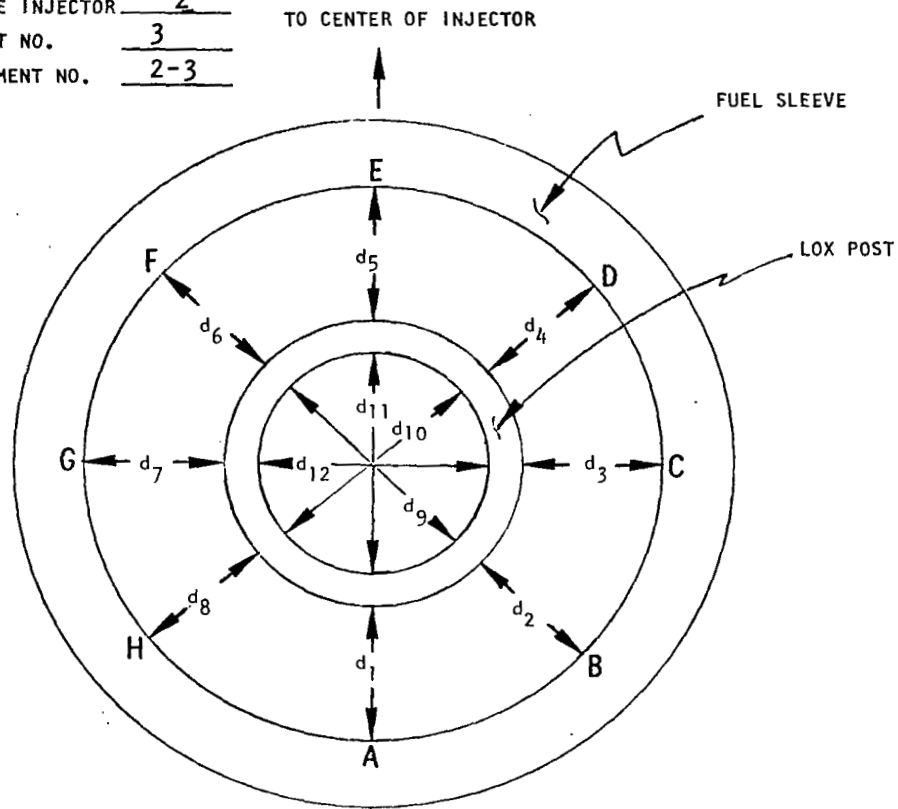 E INJECTOR 2
T NO. 3
MENT NO. 2-3
TO CENTER OF INJECTOR
FUEL SLEEVE
LOX POST
E
F
d5
D
d6
d4
d11
d10
G
d7
d12
d3
C
d9
d8
d2
H
d1
B
A